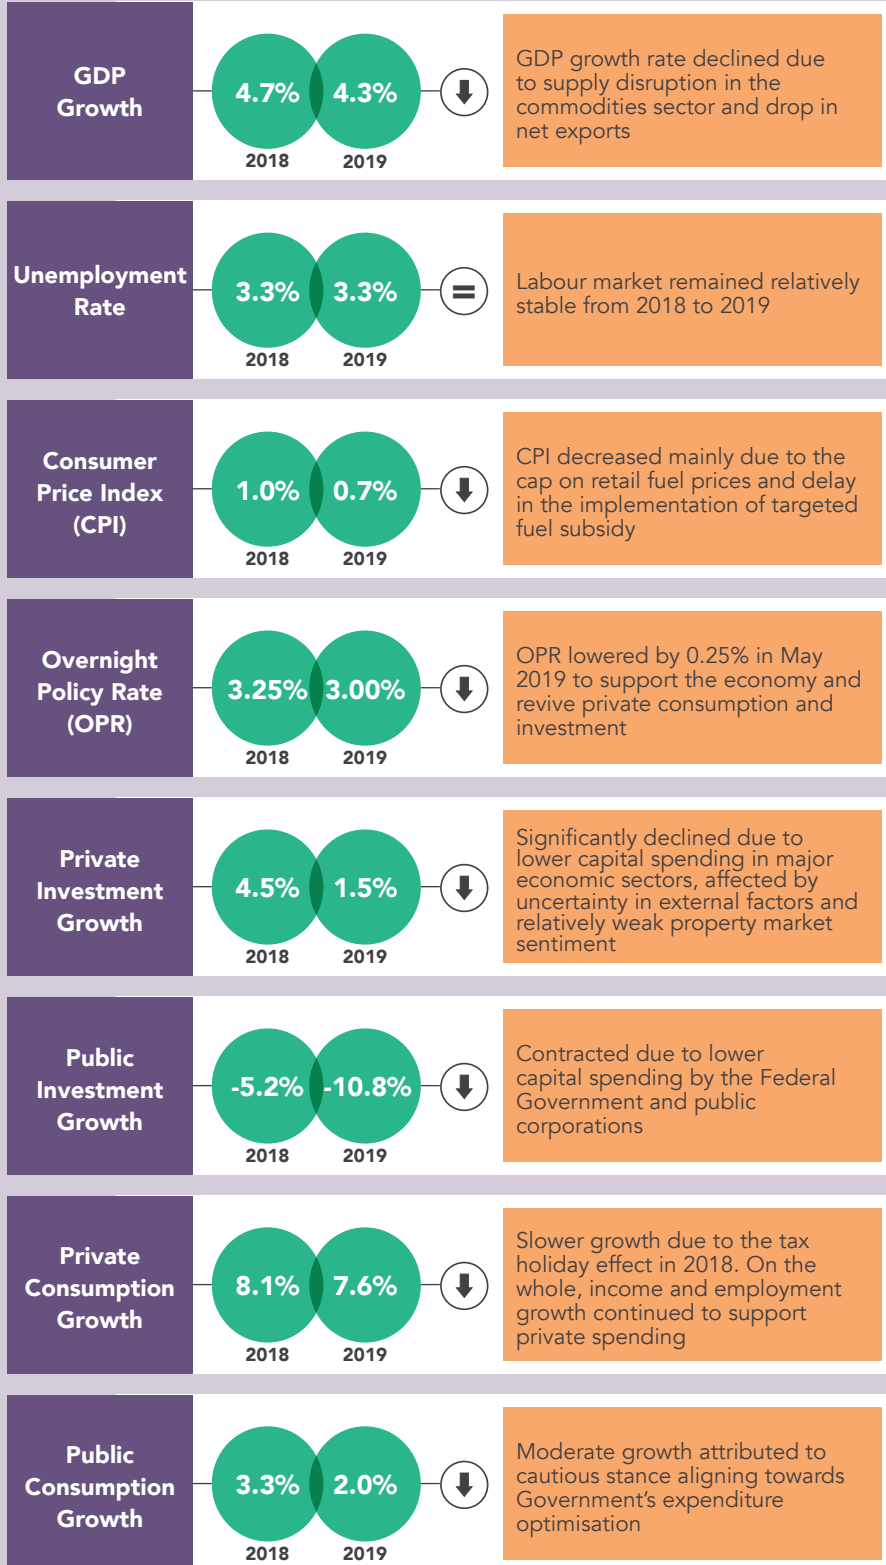 GDP
Growth
4.7% 4.3%
2018 2019
GDP growth rate declined due
to supply disruption in the
commodities sector and drop in
net exports
Unemployment
Rate
3.3% 3.3%
2018 2019
Labour market remained relatively
stable from 2018 to 2019
Consumer
Price Index
(CPI)
1.0% 0.7%
2018 2019
CPI decreased mainly due to the
cap on retail fuel prices and delay
in the implementation of targeted
fuel subsidy
Overnight
Policy Rate
(OPR)
3.25% 3.00%
2018 2019
OPR lowered by 0.25% in May
2019 to support the economy and
revive private consumption and
investment
Private
Investment
Growth
4.5% 1.5%
2018 2019
Significantly declined due to
lower capital spending in major
economic sectors, affected by
uncertainty in external factors and
relatively weak property market
sentiment
Public
Investment
Growth
-5.2% -10.8%
2018 2019
Contracted due to lower
capital spending by the Federal
Government and public
corporations
Private
Consumption
Growth
8.1% 7.6%
2018 2019
Slower growth due to the tax
holiday effect in 2018. On the
whole, income and employment
growth continued to support
private spending
Public
Consumption
Growth
3.3% 2.0%
2018 2019
Moderate growth attributed to
cautious stance aligning towards
Government's expenditure
optimisation